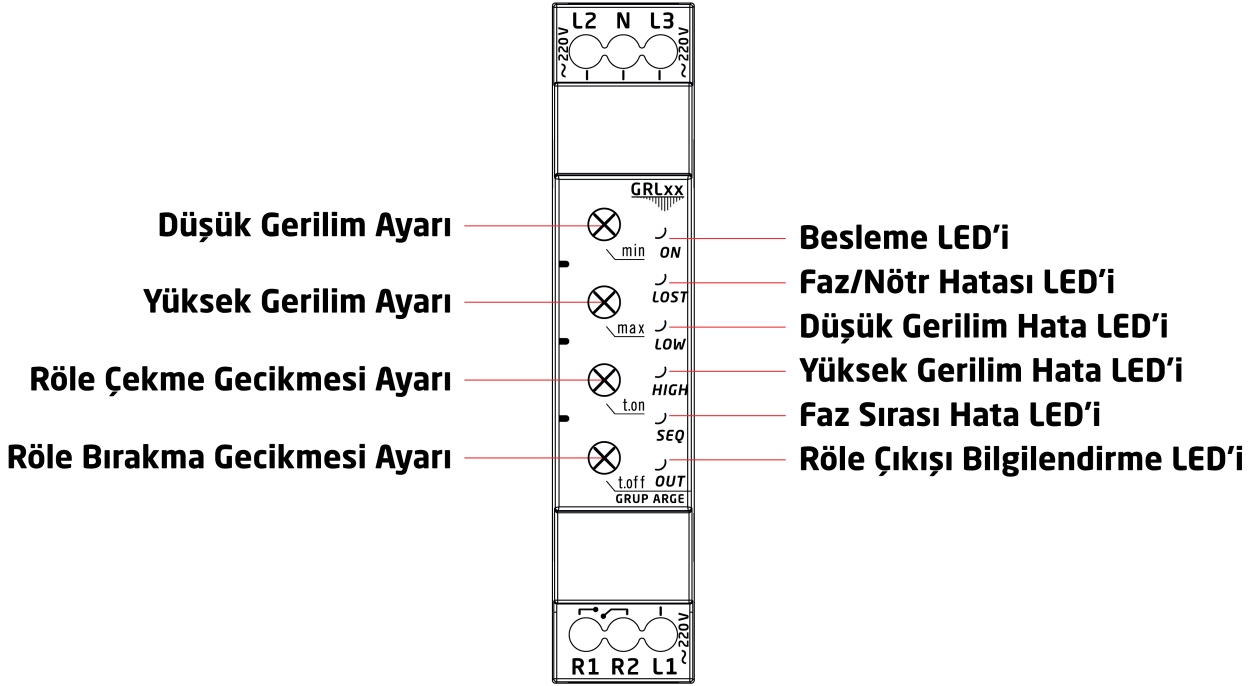 L2 N L3
~220V
~220V
GRLxx
Düşük Gerilim Ayarı
min
Yüksek Gerilim Ayarı
max
Röle Çekme Gecikmesi Ayarı
t.on
Röle Bırakma Gecikmesi Ayarı
t.off
ON
Besleme LED’i
LOST
Faz/Nötr Hatası LED’i
LOW
Düşük Gerilim Hata LED’i
HIGH
Yüksek Gerilim Hata LED’i
SEQ
Faz Sırası Hata LED’i
OUT
Röle Çıkışı Bilgilendirme LED’i
GRUP ARGE
~220V
R1 R2 L1